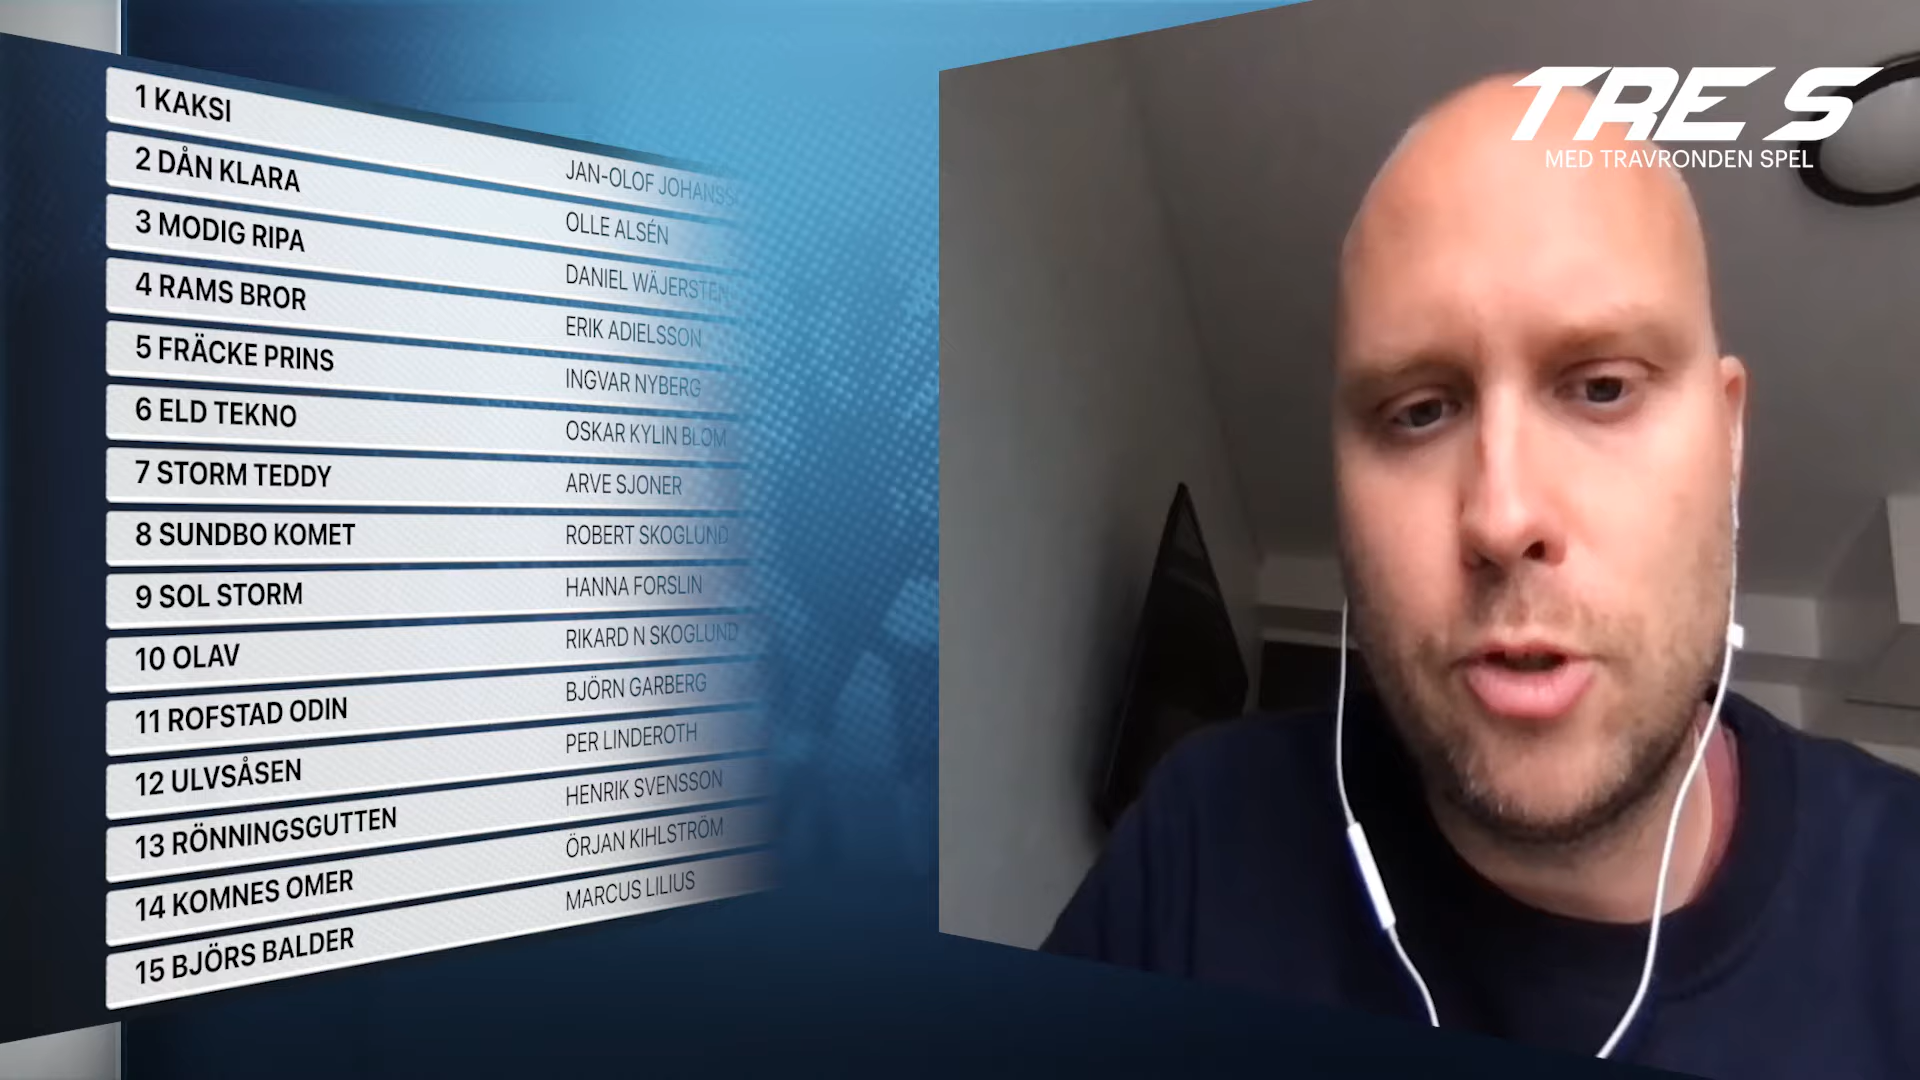 TRE S
MED TRAVRONDEN SPEL
1 KAKSI JAN-OLOF
2 DÅN KLARA OLLE ALSÉN
3 MODIG RIPA DANIEL WÄJERSTEN
4 RAMS BROR ERIK ADIELSSON
5 FRÄCKE PRINS INGVAR NYBERG
6 ELD TEKNO OSKAR KYLIN BLOM
7 STORM TEDDY ARVE SJONER
8 SUNDBO KOMET ROBERT SKOGLUND
9 SOL STORM HANNA FORSLIN
10 OLAV RIKARD N SKOGLUND
11 ROFSTAD ODIN BJÖRN GARBERG
12 ULVSÅSEN PER LINDEROTH
13 RÖNNINGSGUTTEN HENRIK SVENSSON
14 KOMNES OMER ÖRJAN KIHLSTRÖM
15 BJÖRS BALDER MARCUS LILIUS